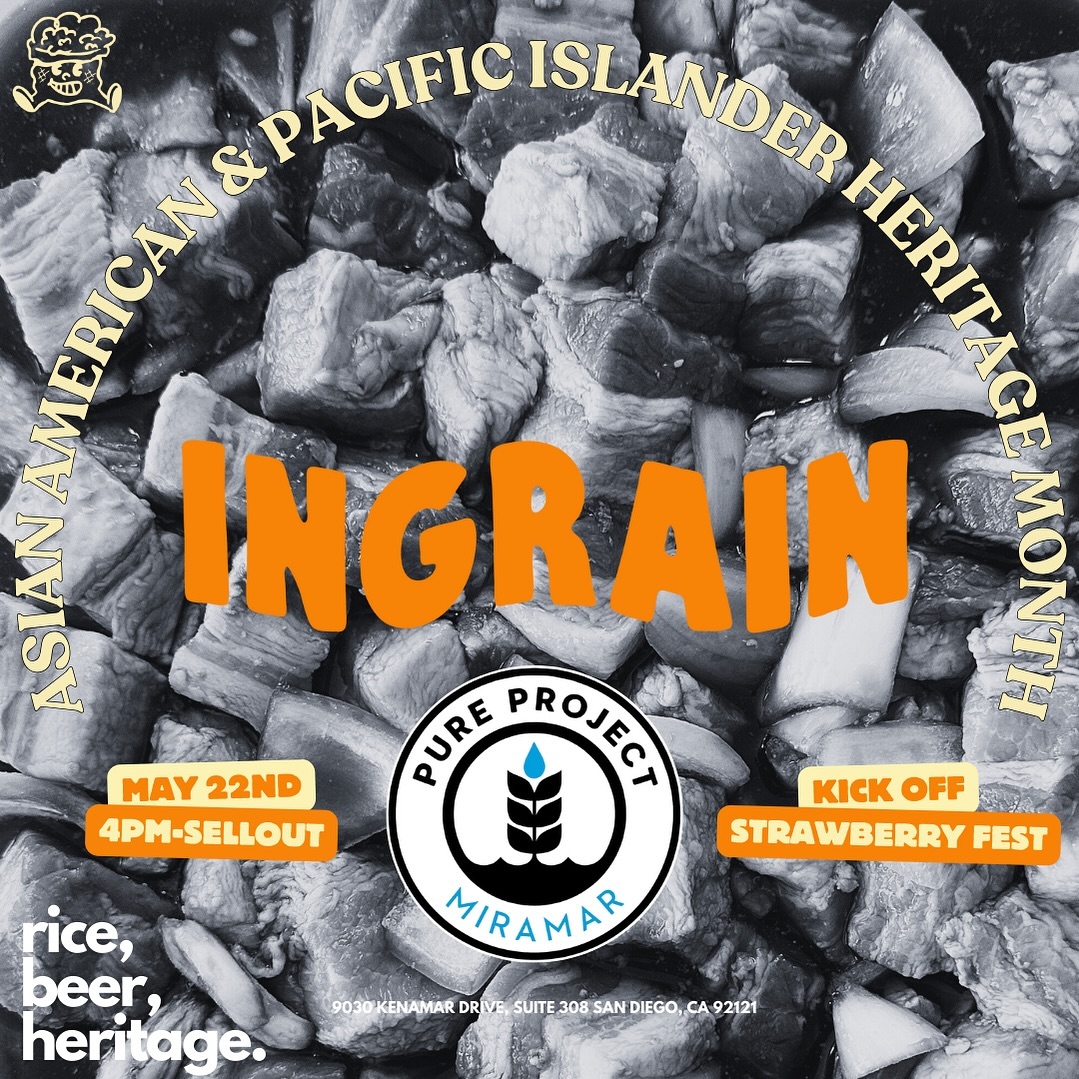 ASIAN AMERICAN & PACIFIC ISLANDER HERITAGE MONTH
INGRAIN
PURE PROJECT
MIRAMAR
MAY 22ND
4PM-SELLOUT
KICK OFF
STRAWBERRY FEST
rice,
beer,
heritage.
9030 KENAMAR DRIVE, SUITE 308 SAN DIEGO, CA 92121